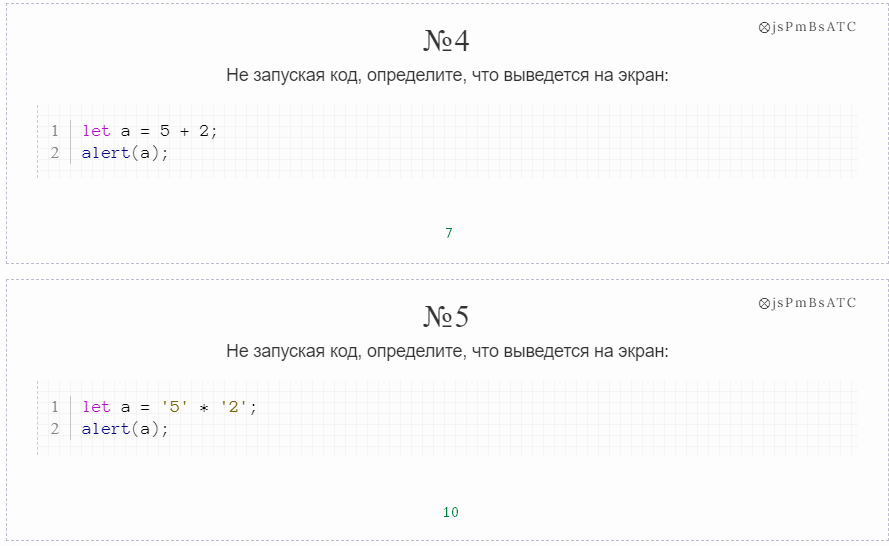 №4
⊗jsPmBsATC
Не запуская код, определите, что выведется на экран:
1 let a = 5 + 2;
2 alert(a);
7
№5
⊗jsPmBsATC
Не запуская код, определите, что выведется на экран:
1 let a = '5' * '2';
2 alert(a);
10